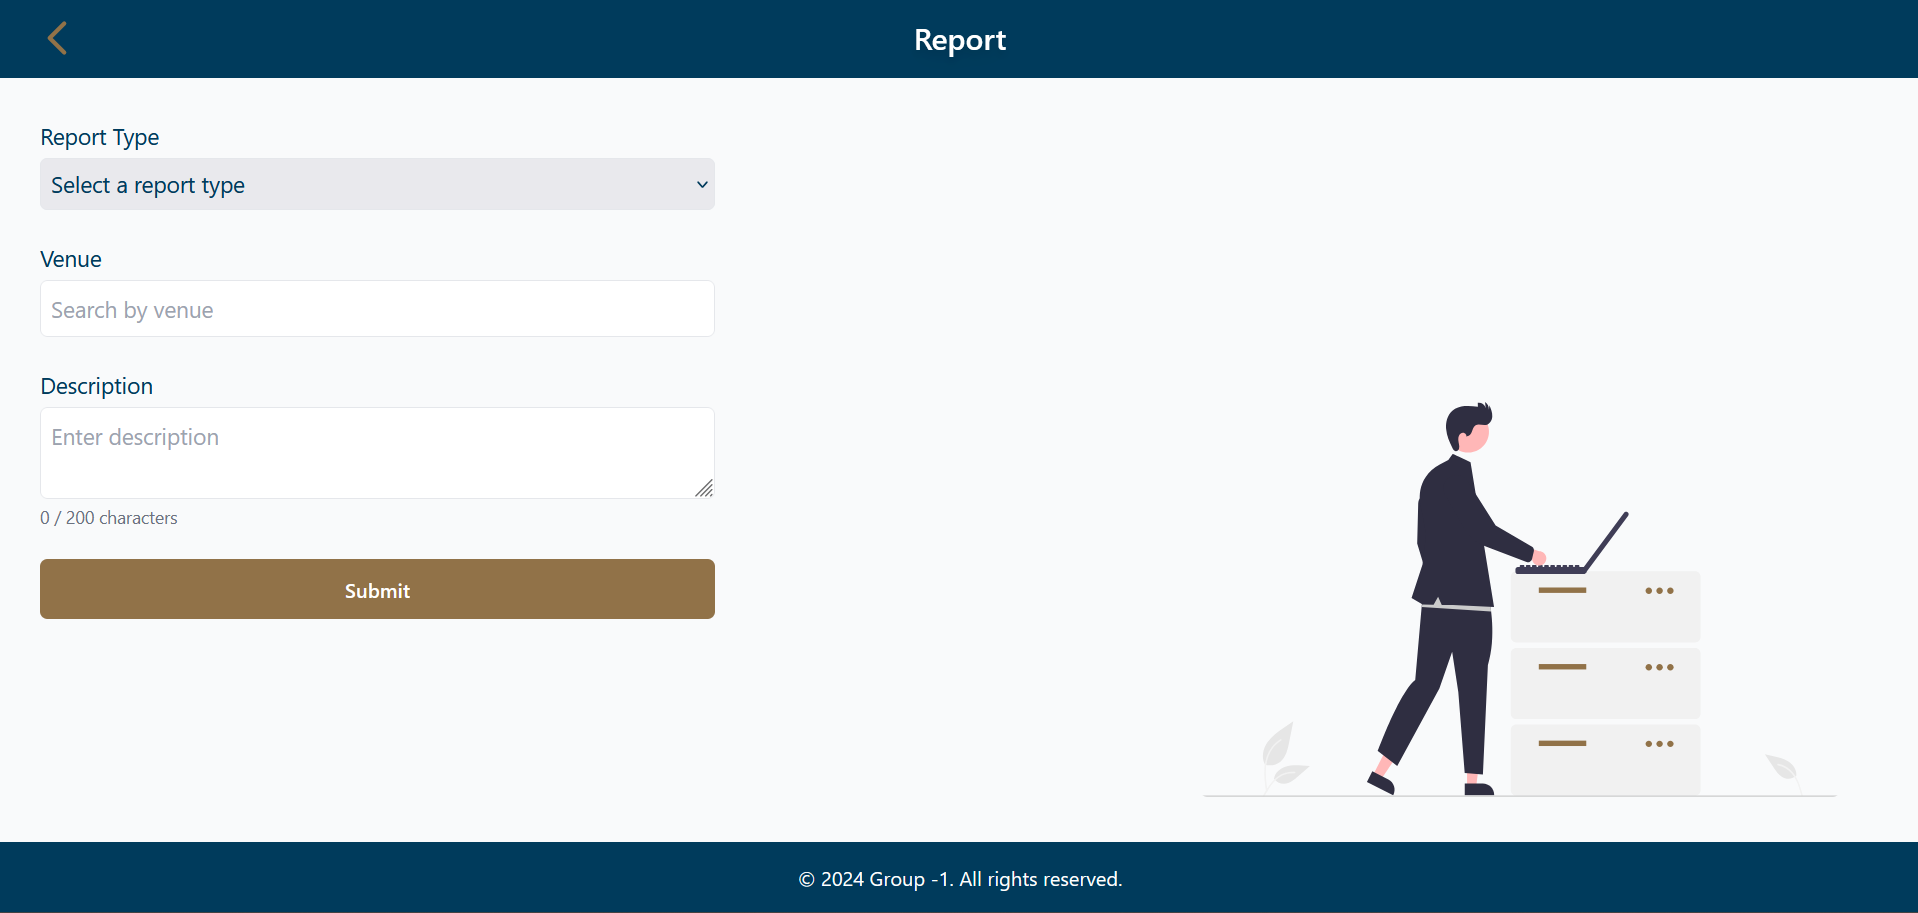 Report
Report Type
Select a report type
Venue
Search by venue
Description
Enter description
0 / 200 characters
Submit
© 2024 Group -1. All rights reserved.